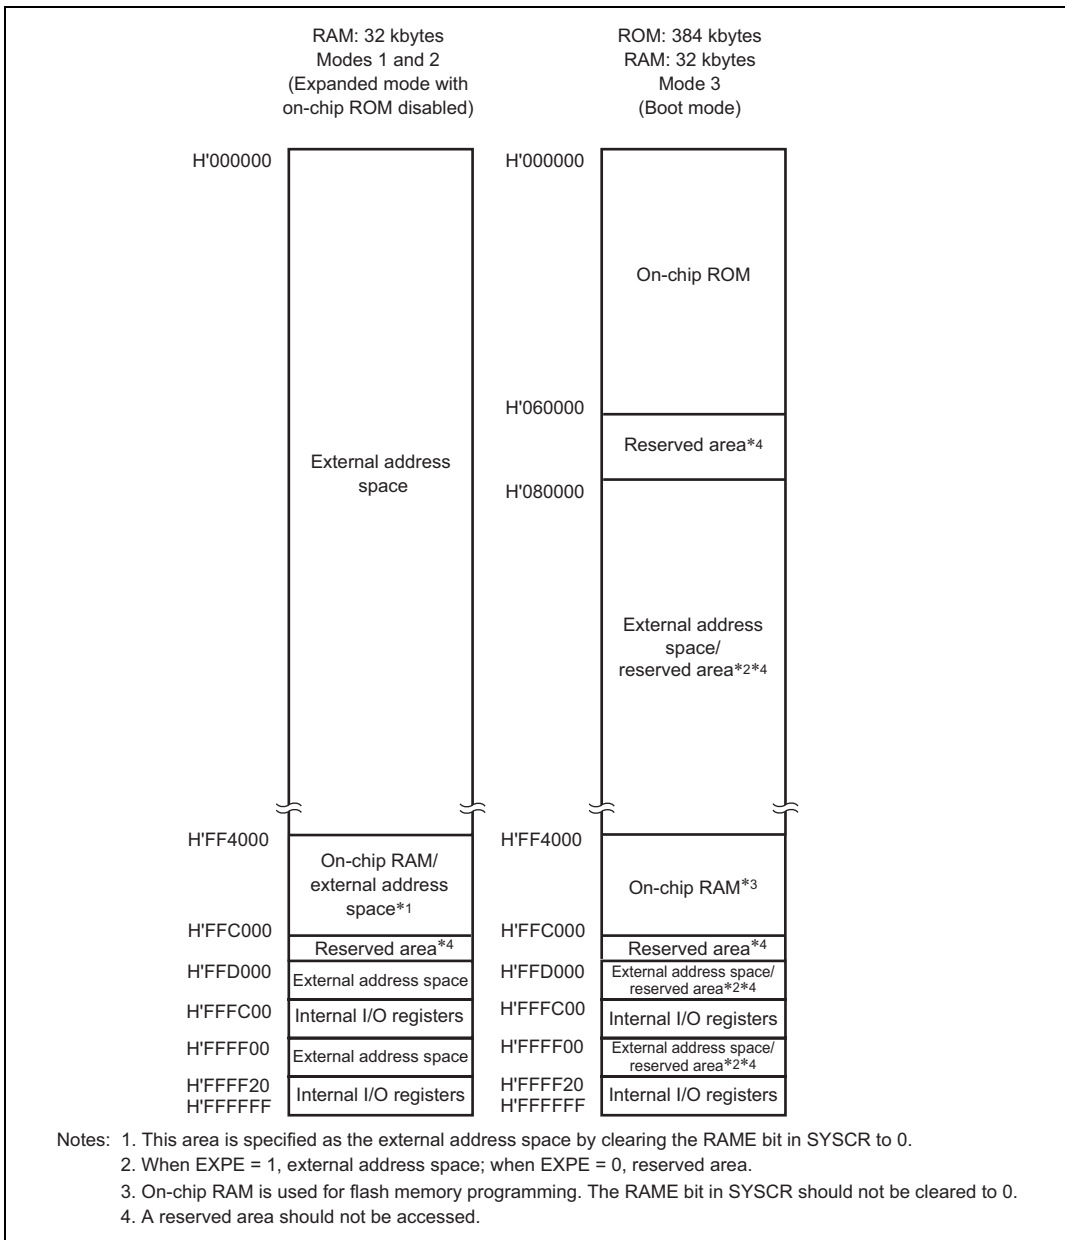 RAM: 32 kbytes
Modes 1 and 2
(Expanded mode with
on-chip ROM disabled)
H'000000
External address
space
H'FF4000
On-chip RAM/
external address
space*1
H'FFC000
Reserved area*4
H'FFD000
External address space
H'FFFC00
Internal I/O registers
H'FFFF00
External address space
H'FFFF20
Internal I/O registers
H'FFFFFF
ROM: 384 kbytes
RAM: 32 kbytes
Mode 3
(Boot mode)
H'000000
On-chip ROM
H'060000
Reserved area*4
H'080000
External address
space/
reserved area*2*4
H'FF4000
On-chip RAM*3
H'FFC000
Reserved area*4
H'FFD000
External address space/
reserved area*2*4
H'FFFC00
Internal I/O registers
H'FFFF00
External address space/
reserved area*2*4
H'FFFF20
Internal I/O registers
H'FFFFFF
Notes: 1. This area is specified as the external address space by clearing the RAME bit in SYSCR to 0.
2. When EXPE = 1, external address space; when EXPE = 0, reserved area.
3. On-chip RAM is used for flash memory programming. The RAME bit in SYSCR should not be cleared to 0.
4. A reserved area should not be accessed.